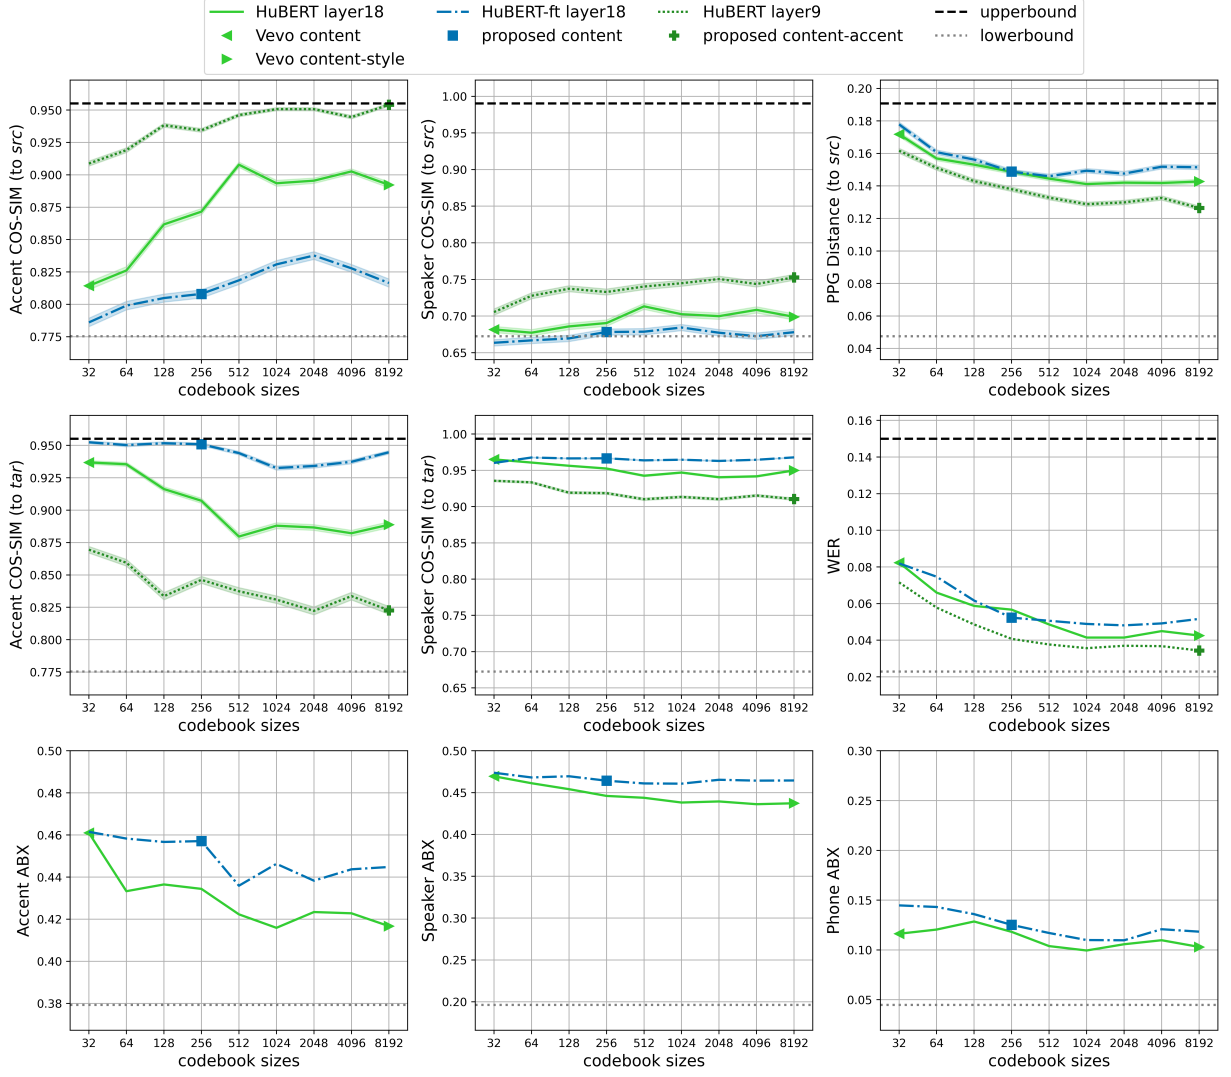 HuBERT layer18 HuBERT-ft layer18 HuBERT layer9 upperbound
Vevo content proposed content proposed content-accent lowerbound
Vevo content-style
Accent COS-SIM (to src)
0.950
0.925
0.900
0.875
0.850
0.825
0.800
0.775
32 64 128 256 512 1024 2048 4096 8192
codebook sizes
Speaker COS-SIM (to src)
1.00
0.95
0.90
0.85
0.80
0.75
0.70
0.65
32 64 128 256 512 1024 2048 4096 8192
codebook sizes
PPG Distance (to src)
0.20
0.18
0.16
0.14
0.12
0.10
0.08
0.06
0.04
32 64 128 256 512 1024 2048 4096 8192
codebook sizes
Accent COS-SIM (to tar)
0.950
0.925
0.900
0.875
0.850
0.825
0.800
0.775
32 64 128 256 512 1024 2048 4096 8192
codebook sizes
Speaker COS-SIM (to tar)
1.00
0.95
0.90
0.85
0.80
0.75
0.70
0.65
32 64 128 256 512 1024 2048 4096 8192
codebook sizes
WER
0.16
0.14
0.12
0.10
0.08
0.06
0.04
0.02
32 64 128 256 512 1024 2048 4096 8192
codebook sizes
Accent ABX
0.50
0.48
0.46
0.44
0.42
0.40
0.38
32 64 128 256 512 1024 2048 4096 8192
codebook sizes
Speaker ABX
0.50
0.45
0.40
0.35
0.30
0.25
0.20
32 64 128 256 512 1024 2048 4096 8192
codebook sizes
Phone ABX
0.30
0.25
0.20
0.15
0.10
0.05
32 64 128 256 512 1024 2048 4096 8192
codebook sizes